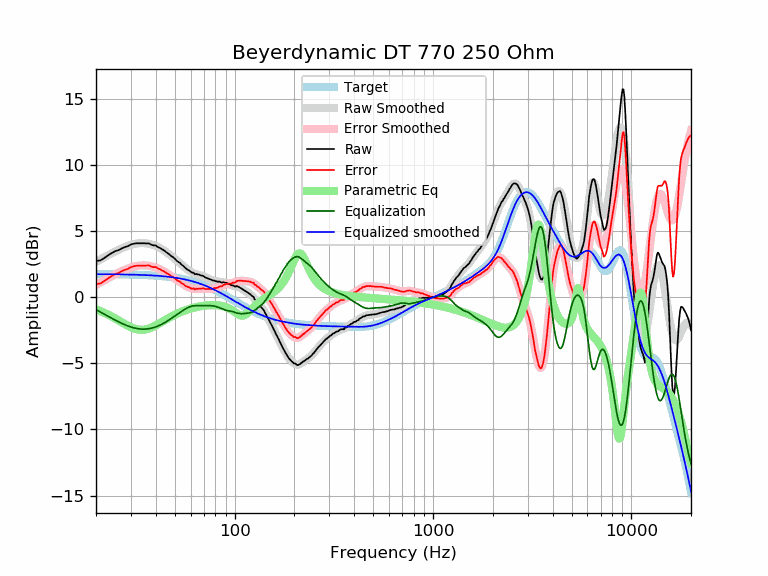 Beyerdynamic DT 770 250 Ohm
Target
Raw Smoothed
Error Smoothed
Raw
Error
Parametric Eq
Equalization
Equalized smoothed
15
10
5
0
−5
−10
−15
Amplitude (dBr)
100
1000
10000
Frequency (Hz)